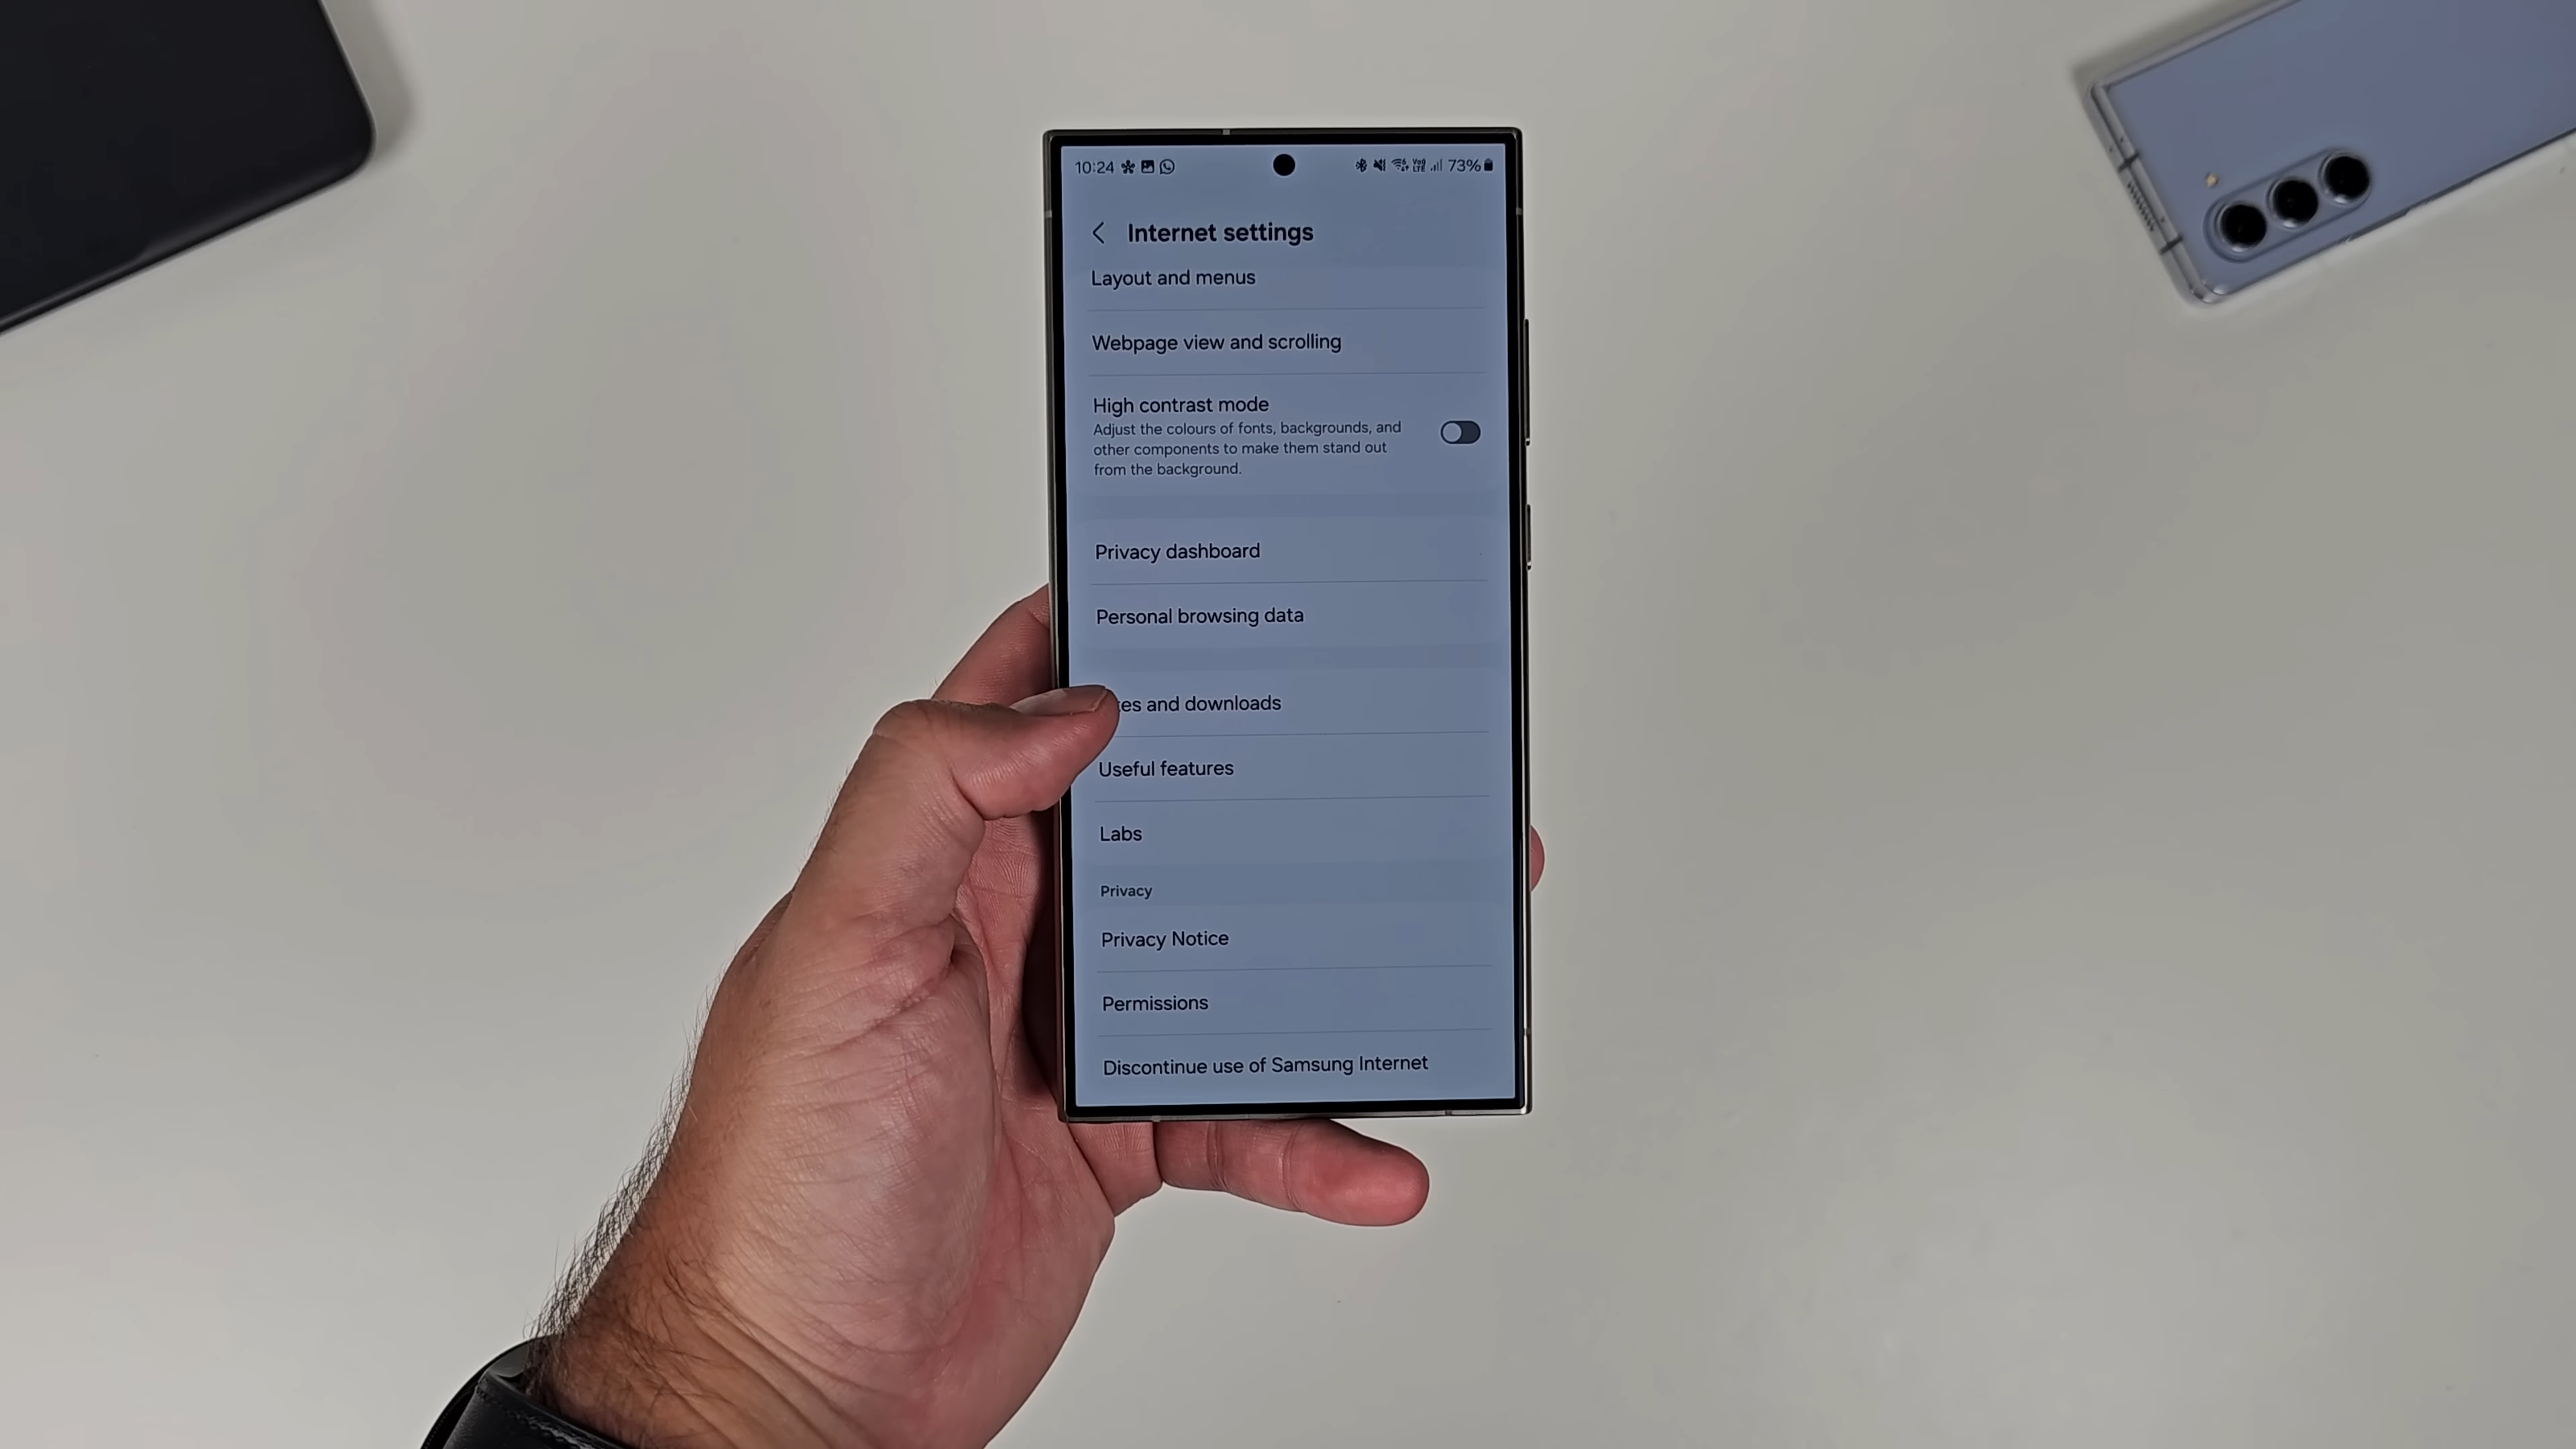 10:24 73%
Internet settings
Layout and menus
Webpage view and scrolling
High contrast mode
Adjust the colours of fonts, backgrounds, and
other components to make them stand out
from the background.
Privacy dashboard
Personal browsing data
and downloads
Useful features
Labs
Privacy
Privacy Notice
Permissions
Discontinue use of Samsung Internet